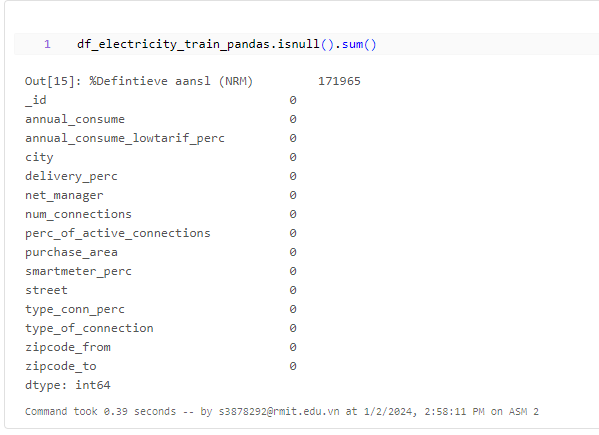 1 df_electricity_train_pandas.isnull().sum()
Out[15]: %Defintieve aansl (NRM) 171965
_id 0
annual_consume 0
annual_consume_lowtarif_perc 0
city 0
delivery_perc 0
net_manager 0
num_connections 0
perc_of_active_connections 0
purchase_area 0
smartmeter_perc 0
street 0
type_conn_perc 0
type_of_connection 0
zipcode_from 0
zipcode_to 0
dtype: int64
Command took 0.39 seconds -- by s3878292@rmit.edu.vn at 1/2/2024, 2:58:11 PM on ASM 2